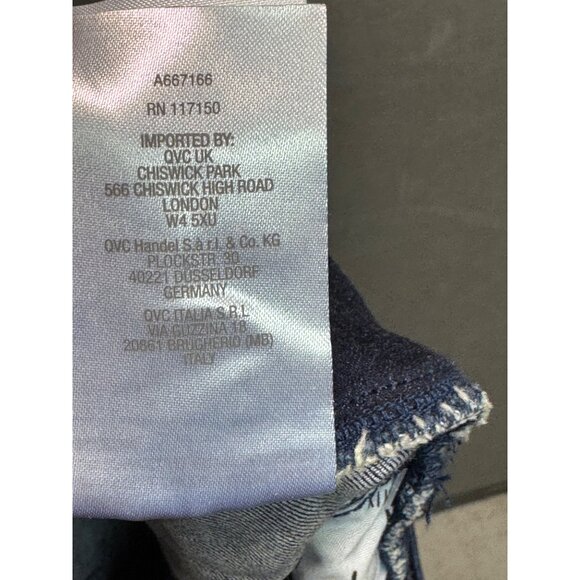 A667166
RN 117150
IMPORTED BY:
QVC UK
CHISWICK PARK
566 CHISWICK HIGH ROAD
LONDON
W4 5XU
QVC Handel S.à r.l. & Co. KG
PLOCKSTR. 30
40221 DÜSSELDORF
GERMANY
QVC ITALIA S.R.L
VIA GUZZINA 18
20861 BRUGHERIO (MB)
ITALY